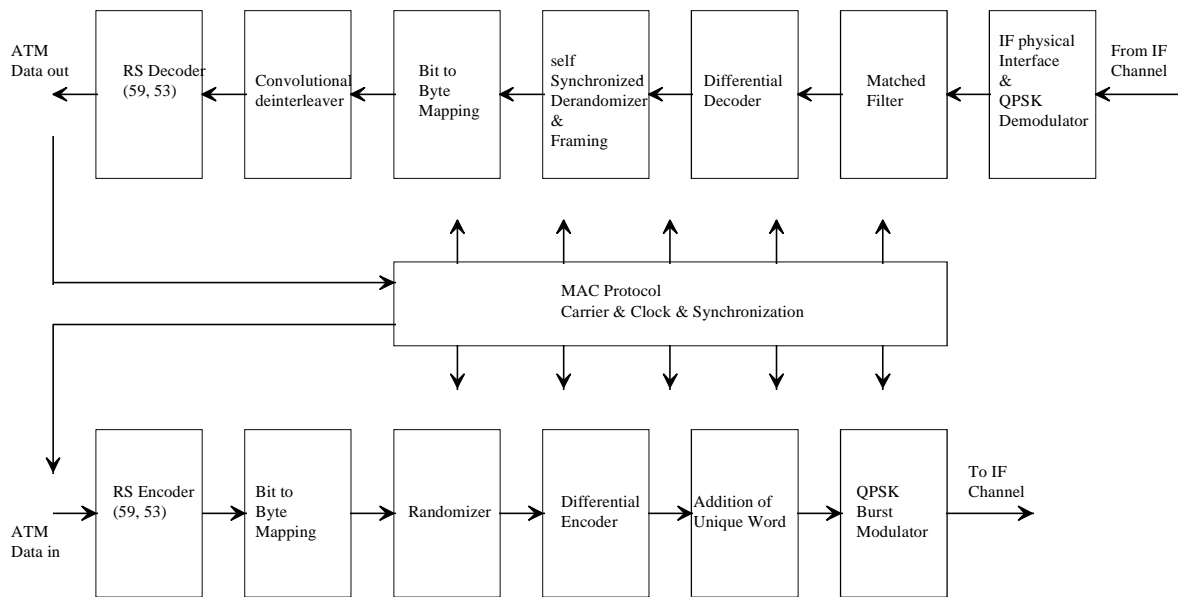 ATM
Data out
RS Decoder
(59, 53)
Convolutional
deinterleaver
Bit to
Byte
Mapping
self
Synchronized
Derandomizer
&
Framing
Differential
Decoder
Matched
Filter
IF physical
Interface
&
QPSK
Demodulator
From IF
Channel
MAC Protocol
Carrier & Clock & Synchronization
ATM
Data in
RS Encoder
(59, 53)
Bit to
Byte
Mapping
Randomizer
Differential
Encoder
Addition of
Unique Word
QPSK
Burst
Modulator
To IF
Channel